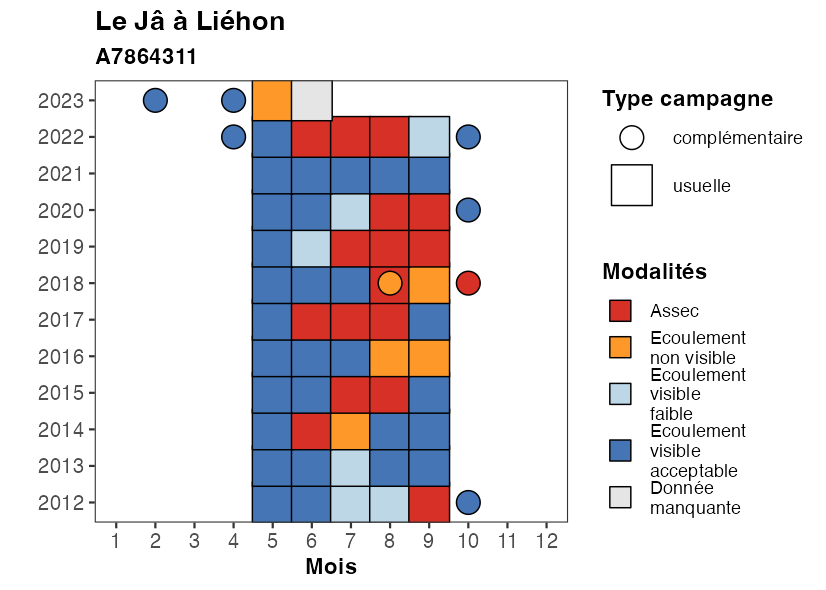 Le Jâ à Liéhon
A7864311
2023
2022
2021
2020
2019
2018
2017
2016
2015
2014
2013
2012
1 2 3 4 5 6 7 8 9 10 11 12
Mois
Type campagne
complémentaire
usuelle
Modalités
Assec
Ecoulement
non visible
Ecoulement
visible
faible
Ecoulement
visible
acceptable
Donnée
manquante